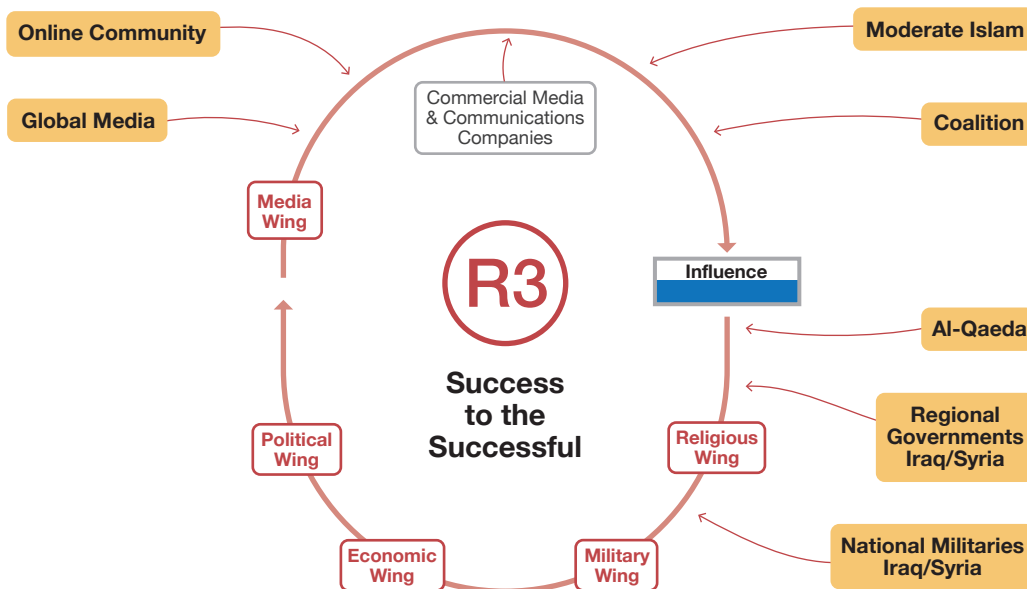 Online Community
Moderate Islam
Commercial Media
& Communications
Companies
Global Media
Coalition
Media
Wing
R3
Influence
Al-Qaeda
Success
to the
Successful
Regional
Governments
Iraq/Syria
Political
Wing
Religious
Wing
National Militaries
Iraq/Syria
Economic
Wing
Military
Wing